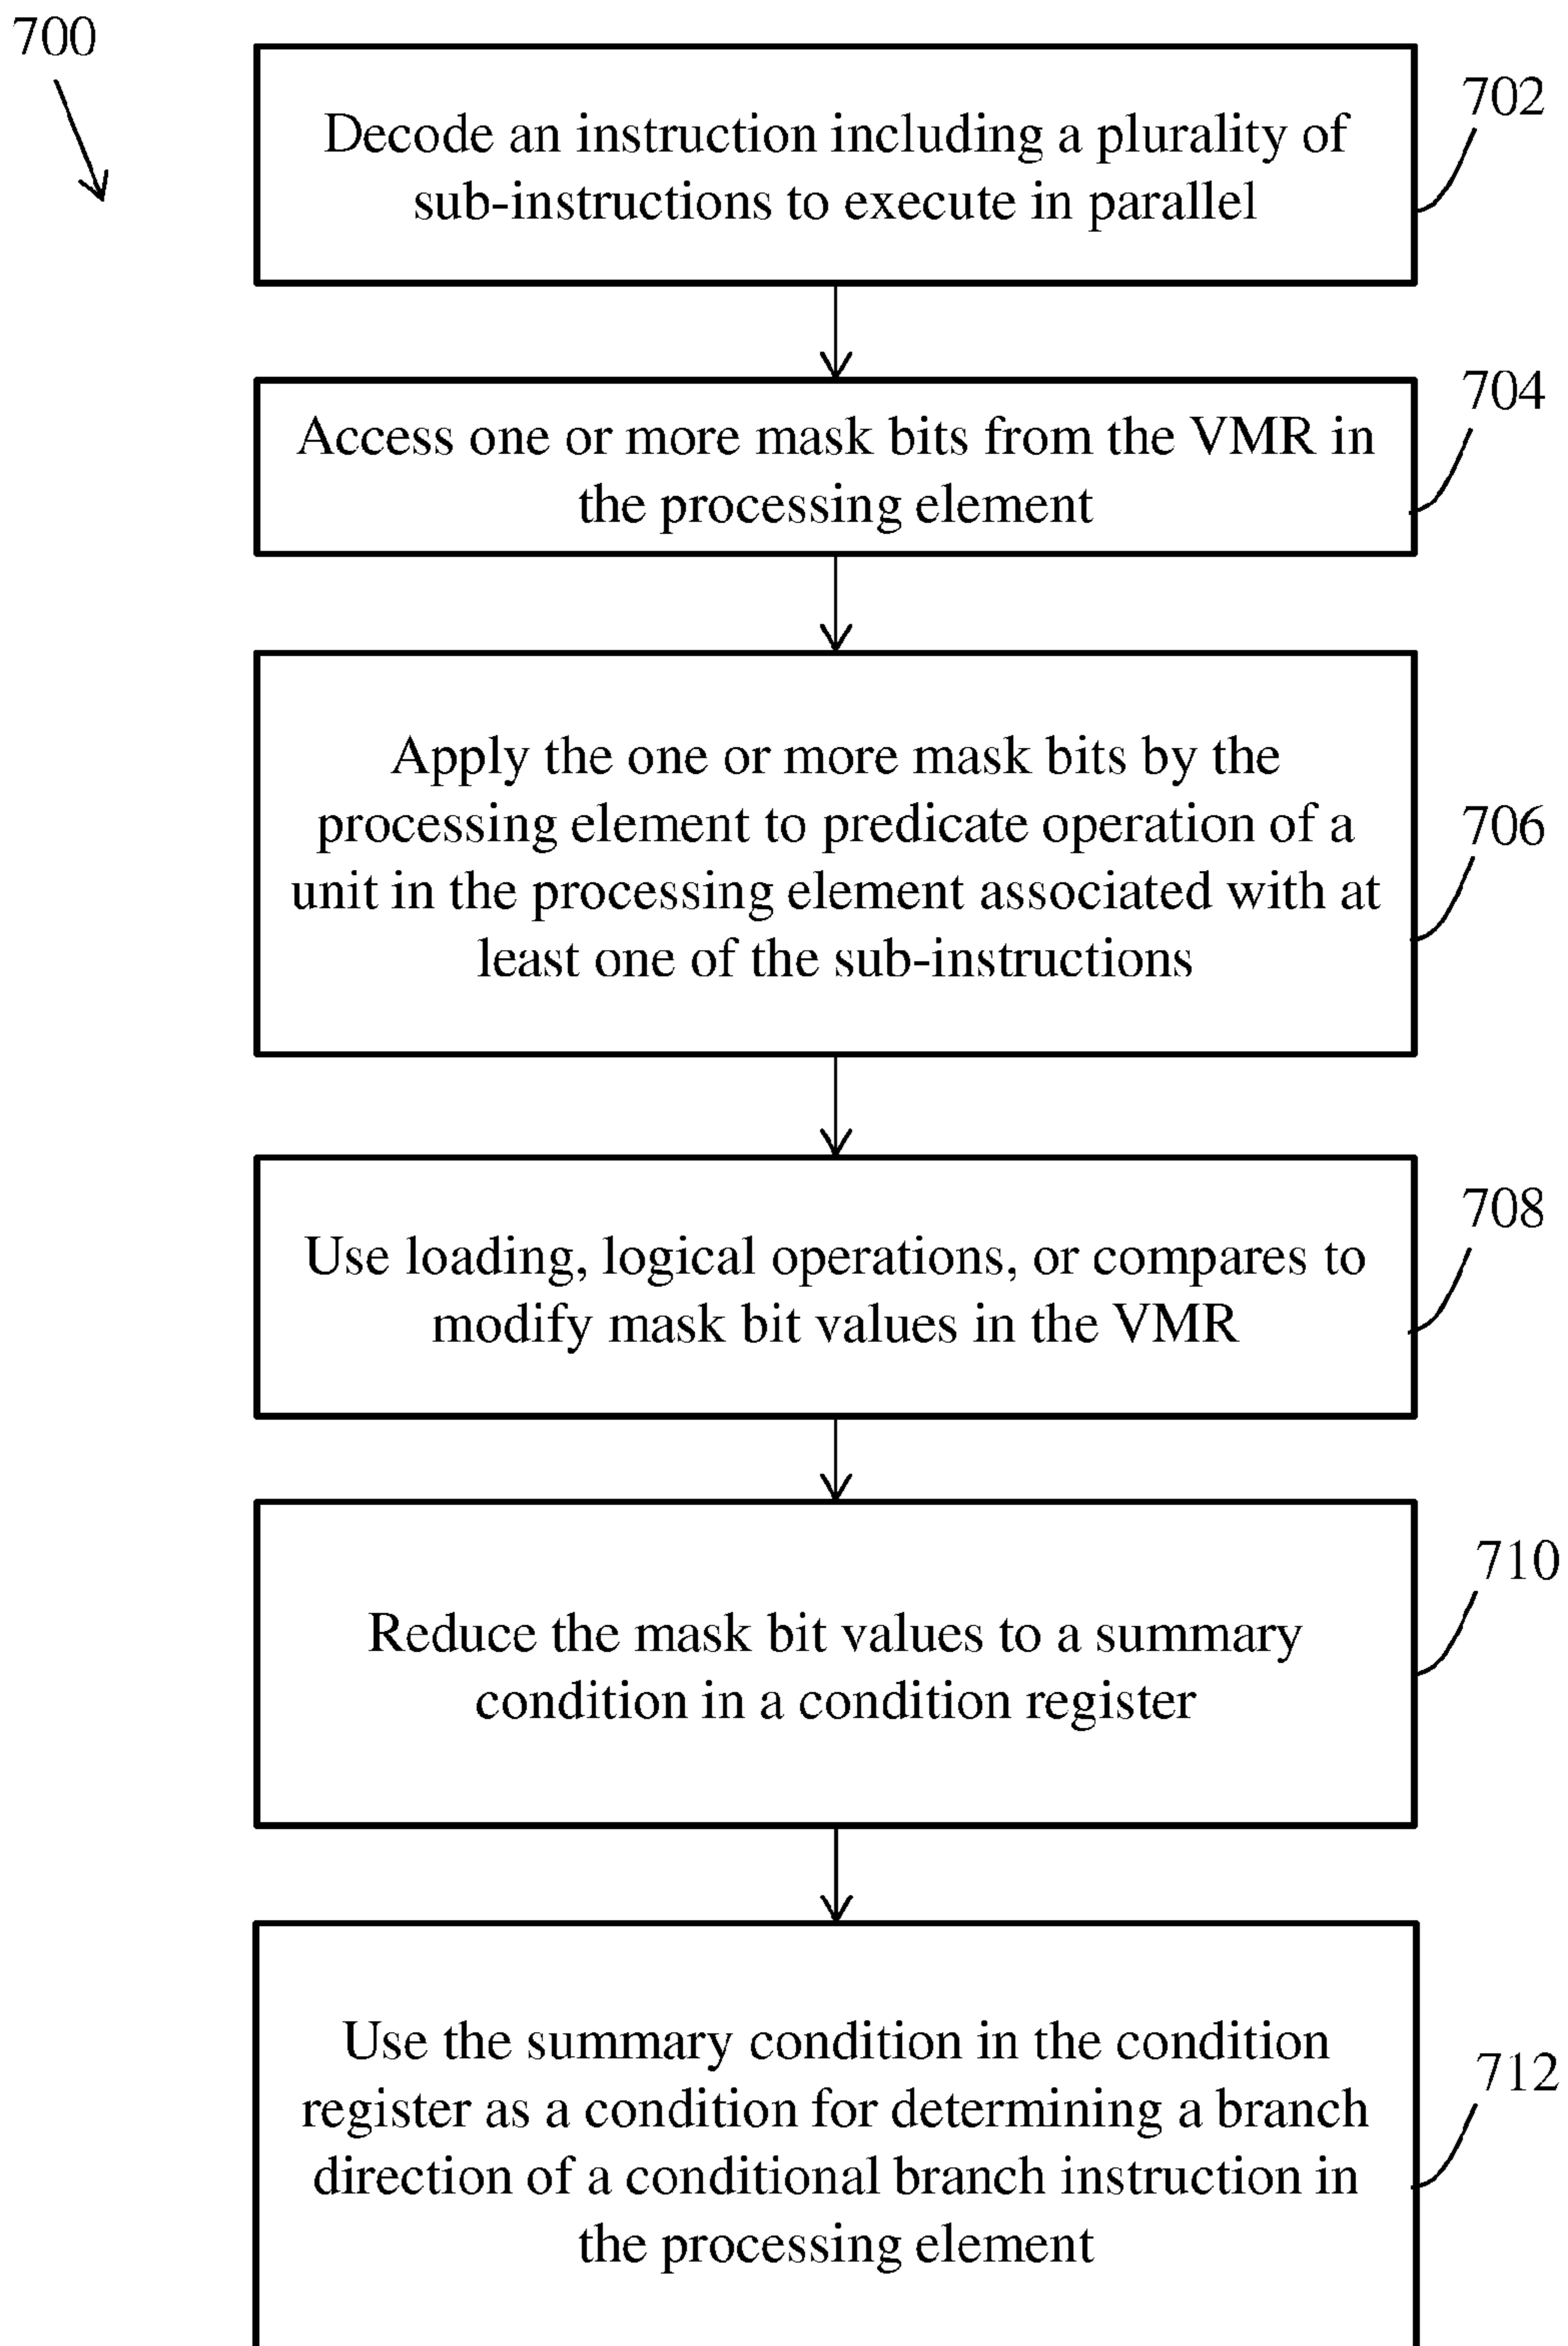 700
Decode an instruction including a plurality of
sub-instructions to execute in parallel
702
Access one or more mask bits from the VMR in
the processing element
704
Apply the one or more mask bits by the
processing element to predicate operation of a
unit in the processing element associated with at
least one of the sub-instructions
706
Use loading, logical operations, or compares to
modify mask bit values in the VMR
708
Reduce the mask bit values to a summary
condition in a condition register
710
Use the summary condition in the condition
register as a condition for determining a branch
direction of a conditional branch instruction in
the processing element
712